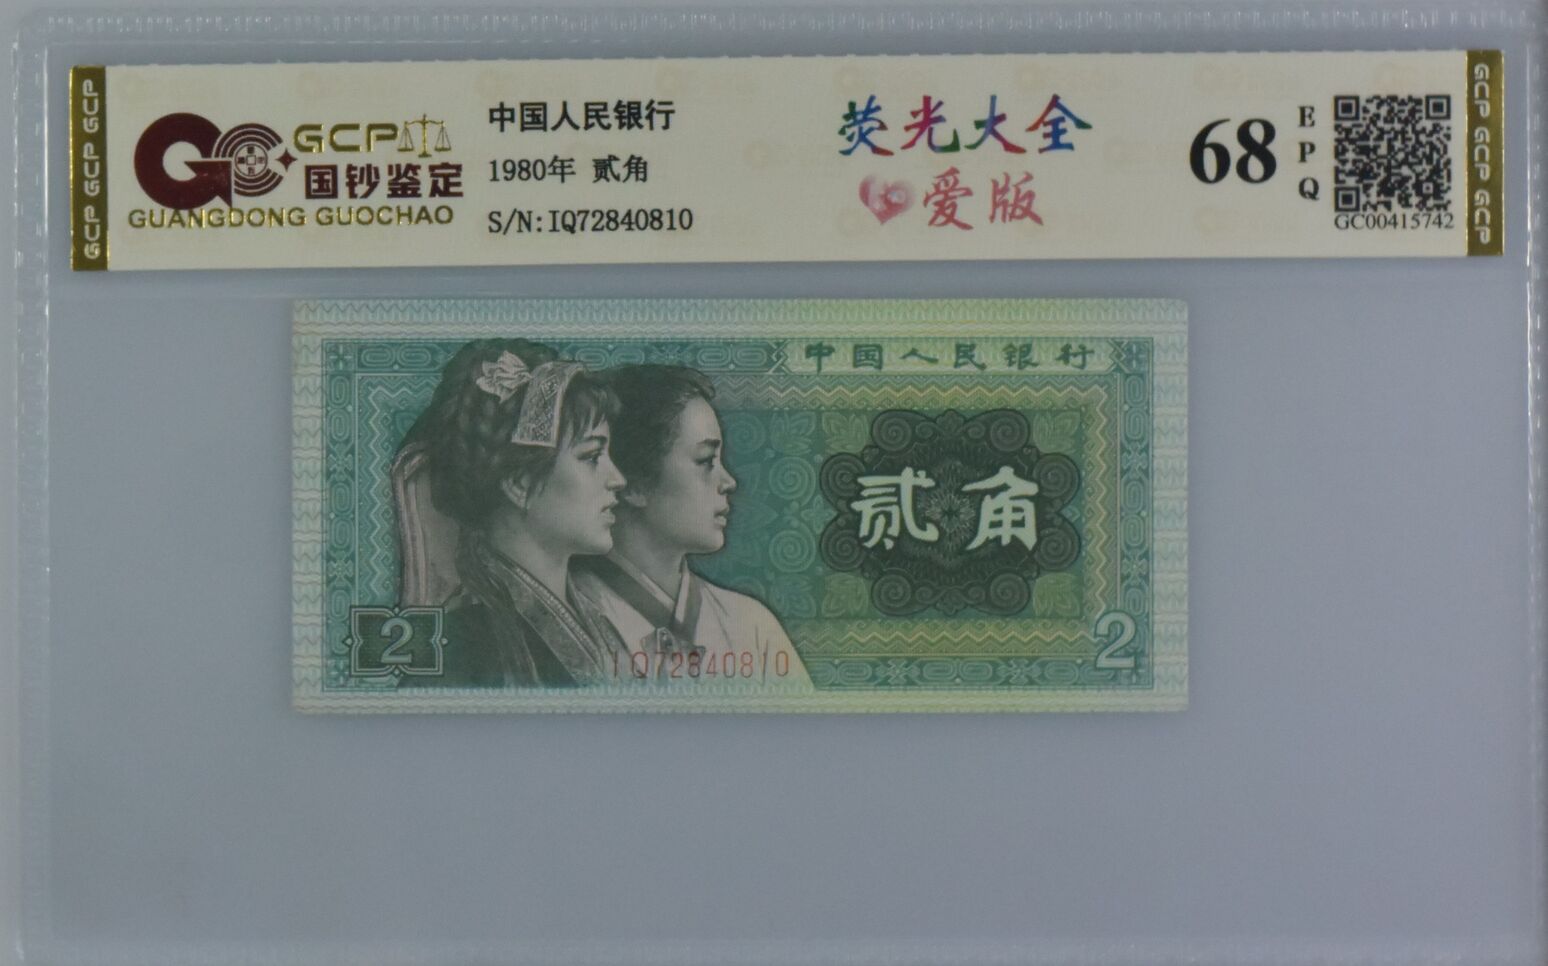 GCP GCP GCP
GCP
国钞鉴定
GUANGDONG GUOCHAO
中国人民银行
1980年 贰角
S/N:IQ72840810
荧光大全
爱版
68
E
P
Q
GC00415742
GCP GCP GCP
中国人民银行
贰角
2
IQ72840810
2